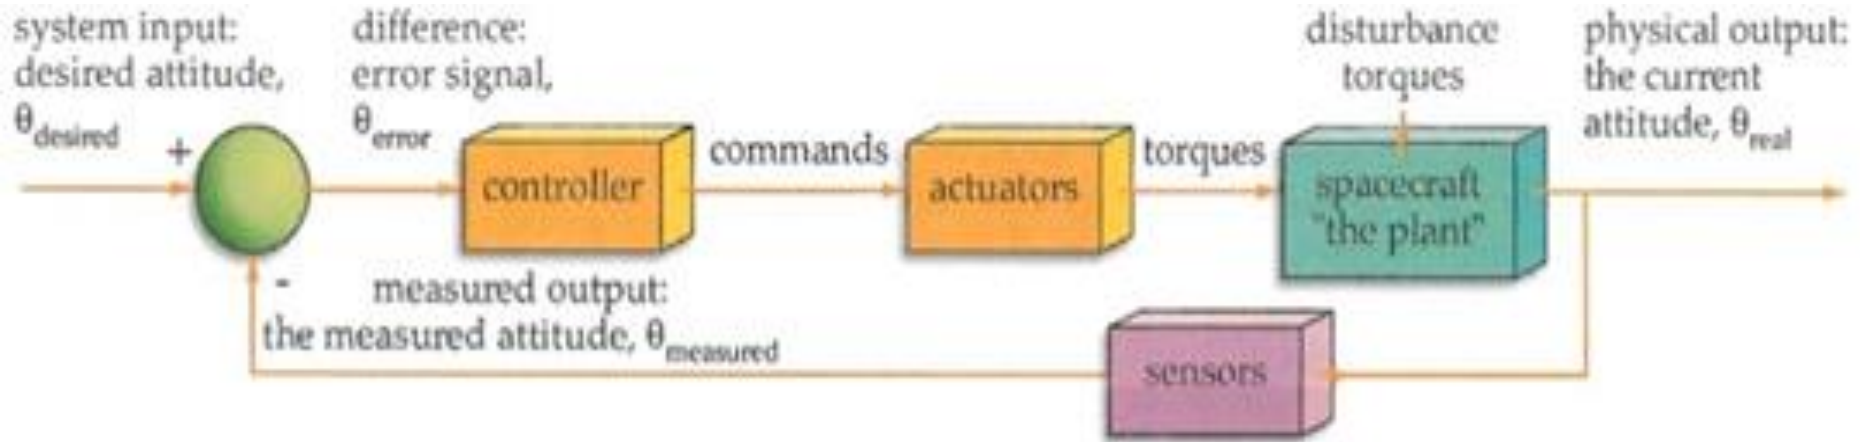 system input:
desired attitude,
θdesired
+
difference:
error signal,
θerror
controller
commands
actuators
torques
disturbance
torques
spacecraft
"the plant"
physical output:
the current
attitude, θreal
-
measured output:
the measured attitude, θmeasured
sensors